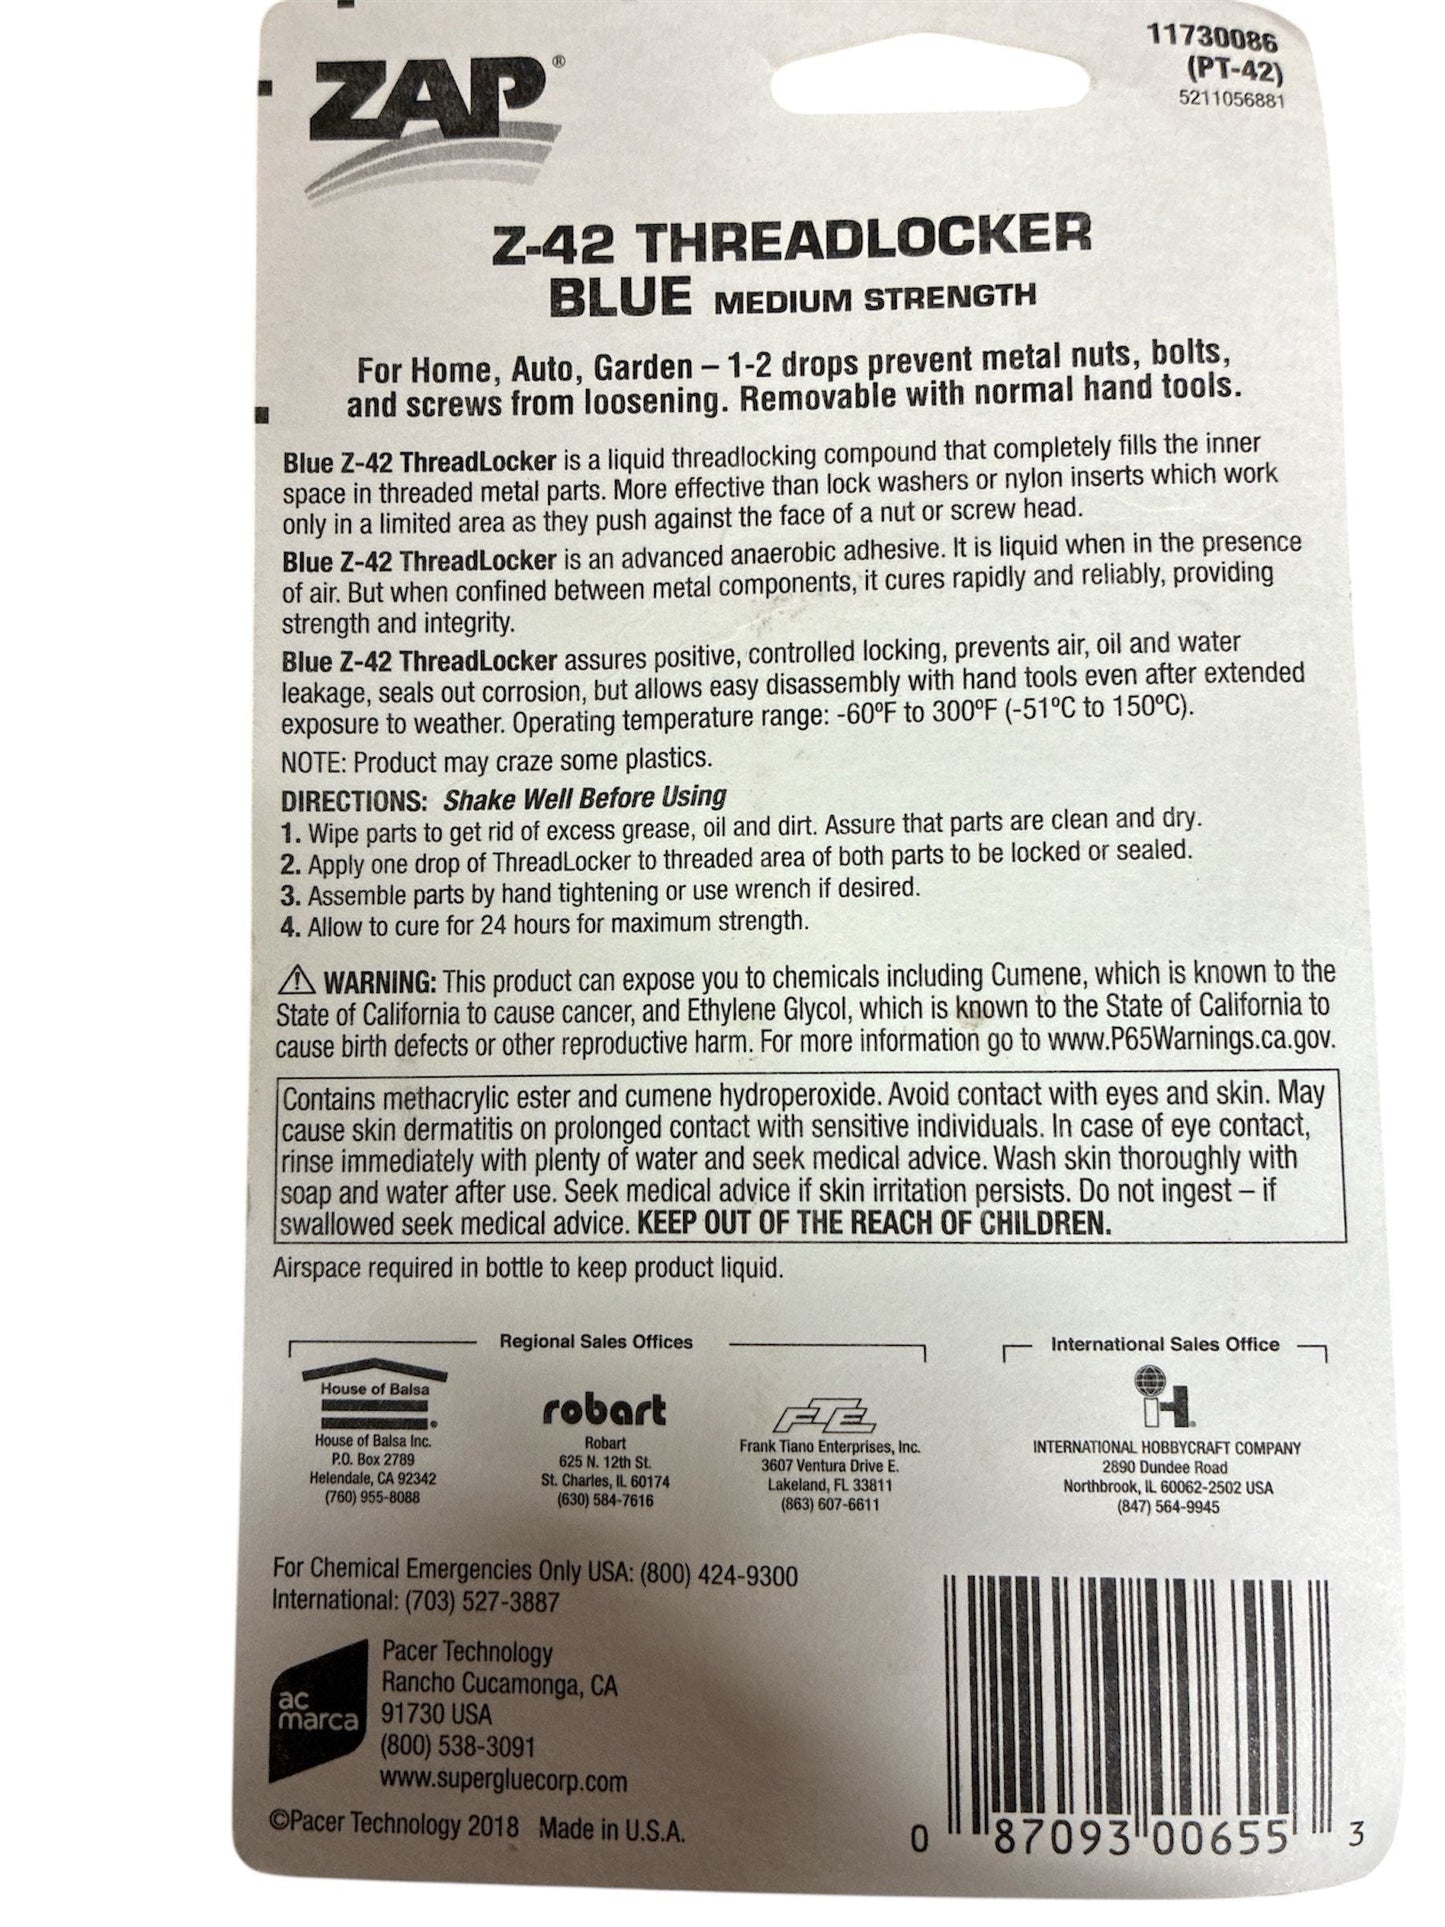 ZAP®
11730086
(PT-42)
5211056881
Z-42 THREADLOCKER
BLUE MEDIUM STRENGTH
For Home, Auto, Garden – 1-2 drops prevent metal nuts, bolts,
and screws from loosening. Removable with normal hand tools.
Blue Z-42 ThreadLocker is a liquid threadlocking compound that completely fills the inner
space in threaded metal parts. More effective than lock washers or nylon inserts which work
only in a limited area as they push against the face of a nut or screw head.
Blue Z-42 ThreadLocker is an advanced anaerobic adhesive. It is liquid when in the presence
of air. But when confined between metal components, it cures rapidly and reliably, providing
strength and integrity.
Blue Z-42 ThreadLocker assures positive, controlled locking, prevents air, oil and water
leakage, seals out corrosion, but allows easy disassembly with hand tools even after extended
exposure to weather. Operating temperature range: -60ºF to 300ºF (-51ºC to 150ºC).
NOTE: Product may craze some plastics.
DIRECTIONS: Shake Well Before Using
1. Wipe parts to get rid of excess grease, oil and dirt. Assure that parts are clean and dry.
2. Apply one drop of ThreadLocker to threaded area of both parts to be locked or sealed.
3. Assemble parts by hand tightening or use wrench if desired.
4. Allow to cure for 24 hours for maximum strength.
⚠ WARNING: This product can expose you to chemicals including Cumene, which is known to the
State of California to cause cancer, and Ethylene Glycol, which is known to the State of California to
cause birth defects or other reproductive harm. For more information go to www.P65Warnings.ca.gov.
Contains methacrylic ester and cumene hydroperoxide. Avoid contact with eyes and skin. May
cause skin dermatitis on prolonged contact with sensitive individuals. In case of eye contact,
rinse immediately with plenty of water and seek medical advice. Wash skin thoroughly with
soap and water after use. Seek medical advice if skin irritation persists. Do not ingest – if
swallowed seek medical advice. KEEP OUT OF THE REACH OF CHILDREN.
Airspace required in bottle to keep product liquid.
Regional Sales Offices
House of Balsa
House of Balsa Inc.
P.O. Box 2789
Helendale, CA 92342
(760) 955-8088
robart
Robart
625 N. 12th St.
St. Charles, IL 60174
(630) 584-7616
FTE
Frank Tiano Enterprises, Inc.
3607 Ventura Drive E.
Lakeland, FL 33811
(863) 607-6611
International Sales Office
iH
INTERNATIONAL HOBBYCRAFT COMPANY
2890 Dundee Road
Northbrook, IL 60062-2502 USA
(847) 564-9945
For Chemical Emergencies Only USA: (800) 424-9300
International: (703) 527-3887
ac
marca
Pacer Technology
Rancho Cucamonga, CA
91730 USA
(800) 538-3091
www.supergluecorp.com
©Pacer Technology 2018 Made in U.S.A.
0 87093 00655 3